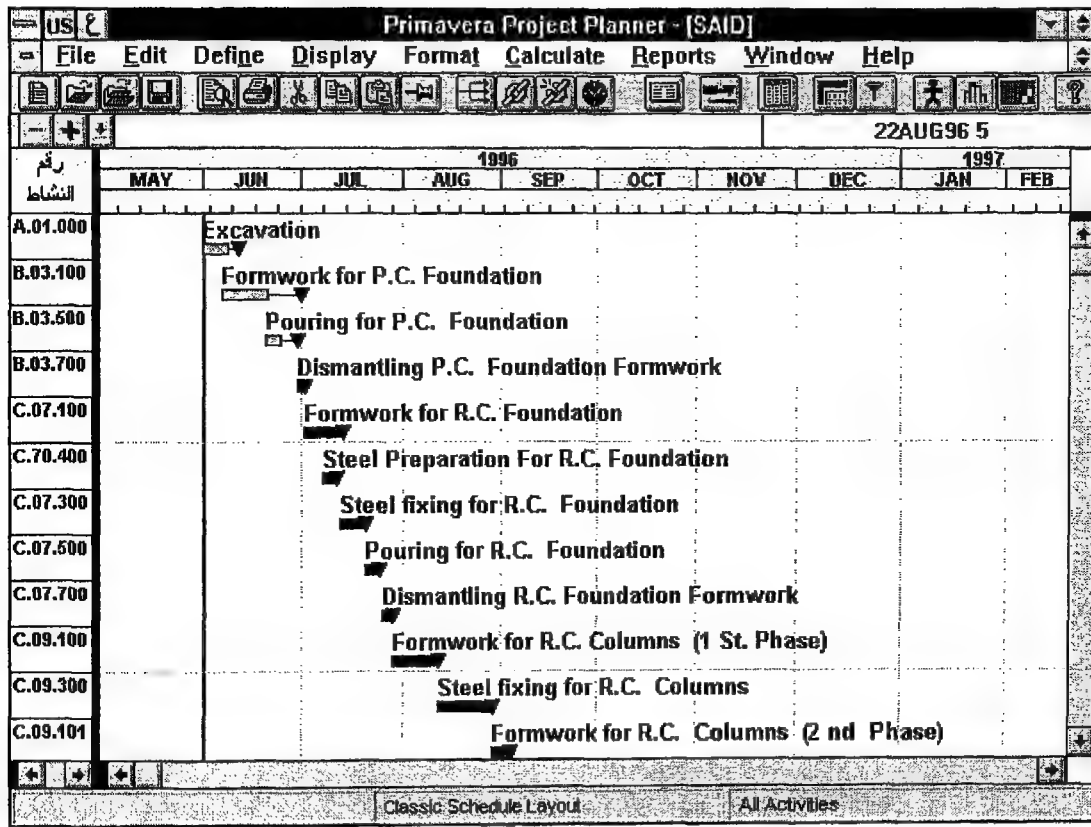 US ع Primavera Project Planner - [SAID]
File Edit Define Display Format Calculate Reports Window Help
22AUG96 5
رقم النشاط
1996 1997
MAY JUN JUL AUG SEP OCT NOV DEC JAN FEB
A.01.000 Excavation
B.03.100 Formwork for P.C. Foundation
B.03.500 Pouring for P.C. Foundation
B.03.700 Dismantling P.C. Foundation Formwork
C.07.100 Formwork for R.C. Foundation
C.70.400 Steel Preparation For R.C. Foundation
C.07.300 Steel fixing for R.C. Foundation
C.07.500 Pouring for R.C. Foundation
C.07.700 Dismantling R.C. Foundation Formwork
C.09.100 Formwork for R.C. Columns (1 St. Phase)
C.09.300 Steel fixing for R.C. Columns
C.09.101 Formwork for R.C. Columns (2 nd Phase)
Classic Schedule Layout All Activities